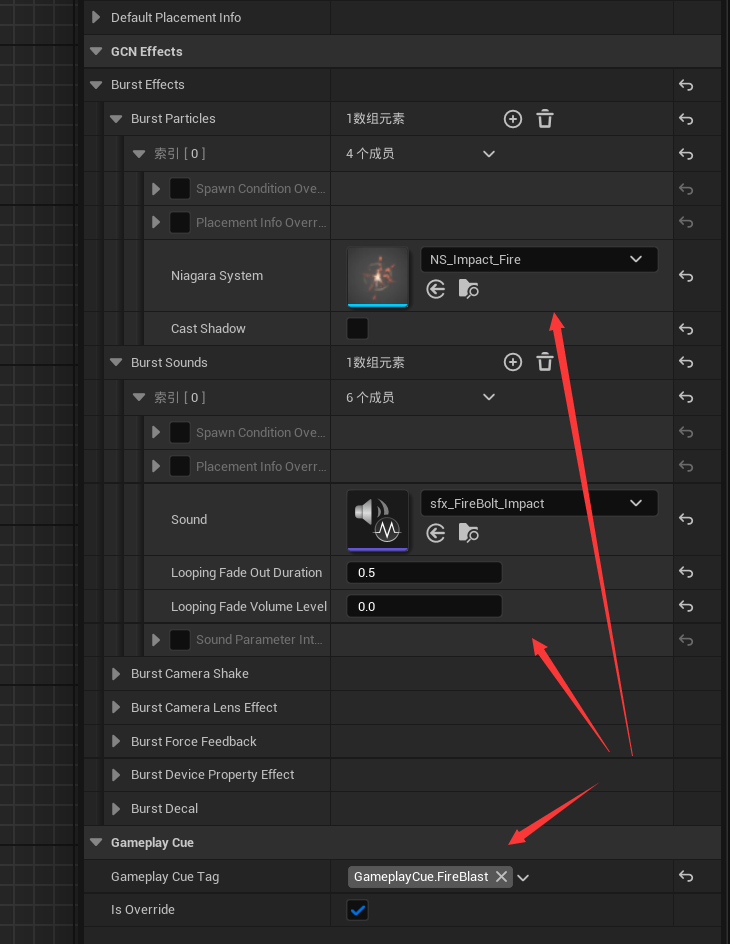 Default Placement Info
GCN Effects
Burst Effects
Burst Particles 1数组元素
索引 [ 0 ] 4 个成员
Spawn Condition Ove...
Placement Info Overr...
NS_Impact_Fire
Niagara System
Cast Shadow
Burst Sounds 1数组元素
索引 [ 0 ] 6 个成员
Spawn Condition Ove...
Placement Info Overr...
sfx_FireBolt_Impact
Sound
Looping Fade Out Duration 0.5
Looping Fade Volume Level 0.0
Sound Parameter Int...
Burst Camera Shake
Burst Camera Lens Effect
Burst Force Feedback
Burst Device Property Effect
Burst Decal
Gameplay Cue
Gameplay Cue Tag GameplayCue.FireBlast
Is Override